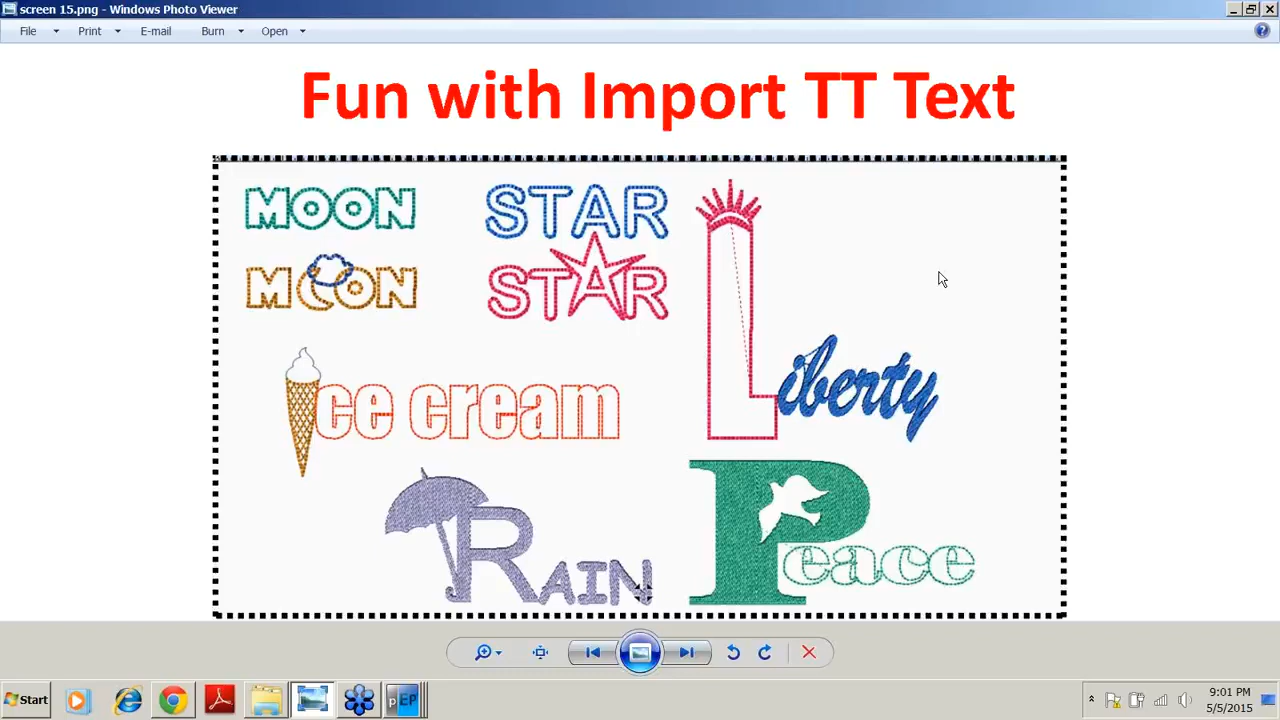 screen 15.png - Windows Photo Viewer
File Print E-mail Burn Open
Fun with Import TT Text
MOON STAR
MOON STAR
Liberty
Ice cream
RAIN
Peace
Start
pEP
9:01 PM
5/5/2015